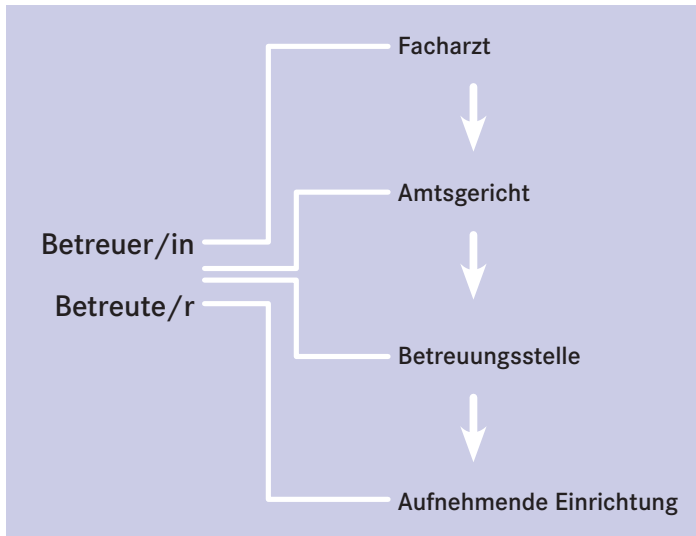 Facharzt
Amtsgericht
Betreuer/in
Betreute/r
Betreuungsstelle
Aufnehmende Einrichtung